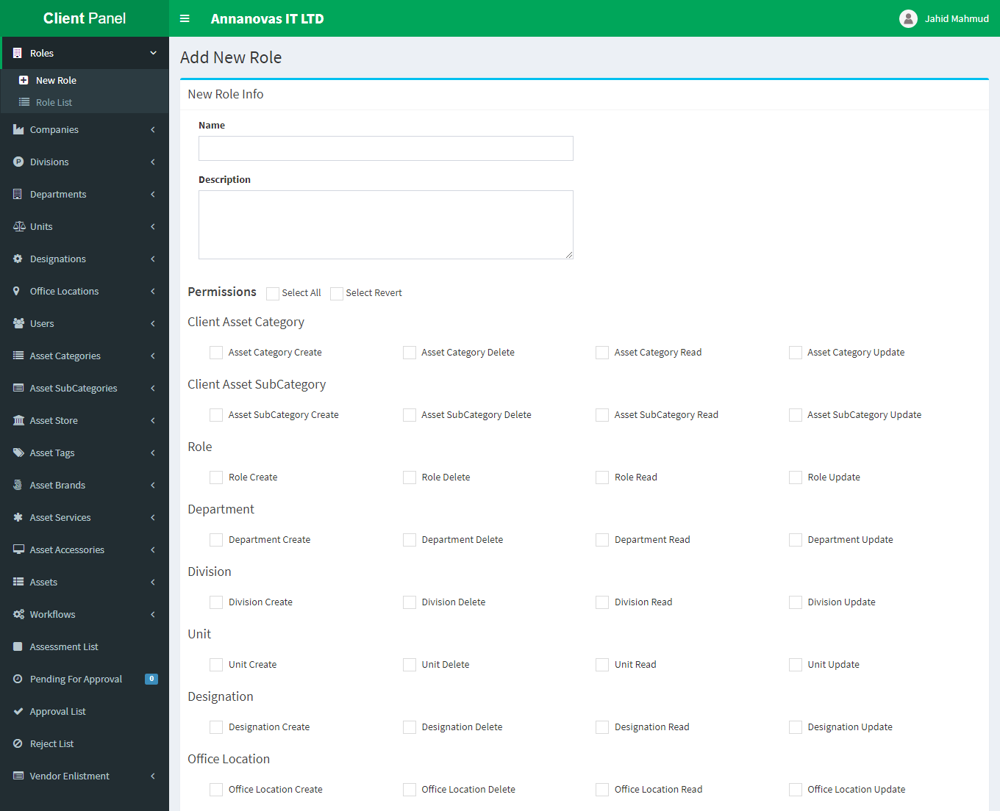 Client Panel
Annanovas IT LTD
Jahid Mahmud
Roles
New Role
Role List
Companies
Divisions
Departments
Units
Designations
Office Locations
Users
Asset Categories
Asset SubCategories
Asset Store
Asset Tags
Asset Brands
Asset Services
Asset Accessories
Assets
Workflows
Assessment List
Pending For Approval 0
Approval List
Reject List
Vendor Enlistment
Add New Role
New Role Info
Name
Description
Permissions Select All Select Revert
Client Asset Category
Asset Category Create Asset Category Delete Asset Category Read Asset Category Update
Client Asset SubCategory
Asset SubCategory Create Asset SubCategory Delete Asset SubCategory Read Asset SubCategory Update
Role
Role Create Role Delete Role Read Role Update
Department
Department Create Department Delete Department Read Department Update
Division
Division Create Division Delete Division Read Division Update
Unit
Unit Create Unit Delete Unit Read Unit Update
Designation
Designation Create Designation Delete Designation Read Designation Update
Office Location
Office Location Create Office Location Delete Office Location Read Office Location Update